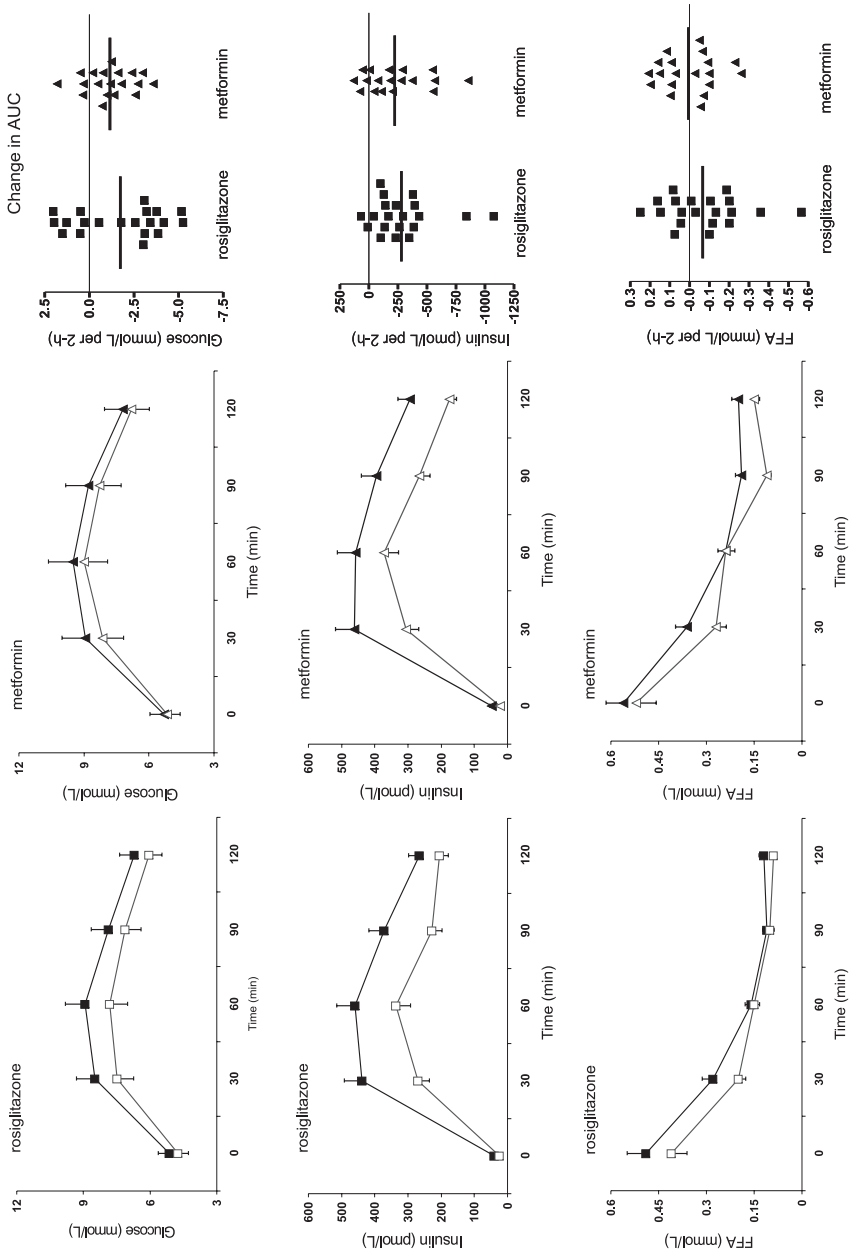 rosiglitazone
Glucose (mmol/L)
12
9
6
3
0 30 60 90 120
Time (min)
metformin
Glucose (mmol/L)
12
9
6
3
0 30 60 90 120
Time (min)
Change in AUC
Glucose (mmol/L per 2-h)
2.5
0.0
-2.5
-5.0
-7.5
rosiglitazone metformin
rosiglitazone
Insulin (pmol/L)
600
500
400
300
200
100
0
0 30 60 90 120
Time (min)
metformin
Insulin (pmol/L)
600
500
400
300
200
100
0
0 30 60 90 120
Time (min)
Insulin (pmol/L per 2-h)
250
0
-250
-500
-750
-1000
-1250
rosiglitazone metformin
rosiglitazone
FFA (mmol/L)
0.6
0.45
0.3
0.15
0
0 30 60 90 120
Time (min)
metformin
FFA (mmol/L)
0.6
0.45
0.3
0.15
0
0 30 60 90 120
Time (min)
FFA (mmol/L per 2-h)
0.3
0.2
0.1
-0.0
-0.1
-0.2
-0.3
-0.4
-0.5
-0.6
rosiglitazone metformin